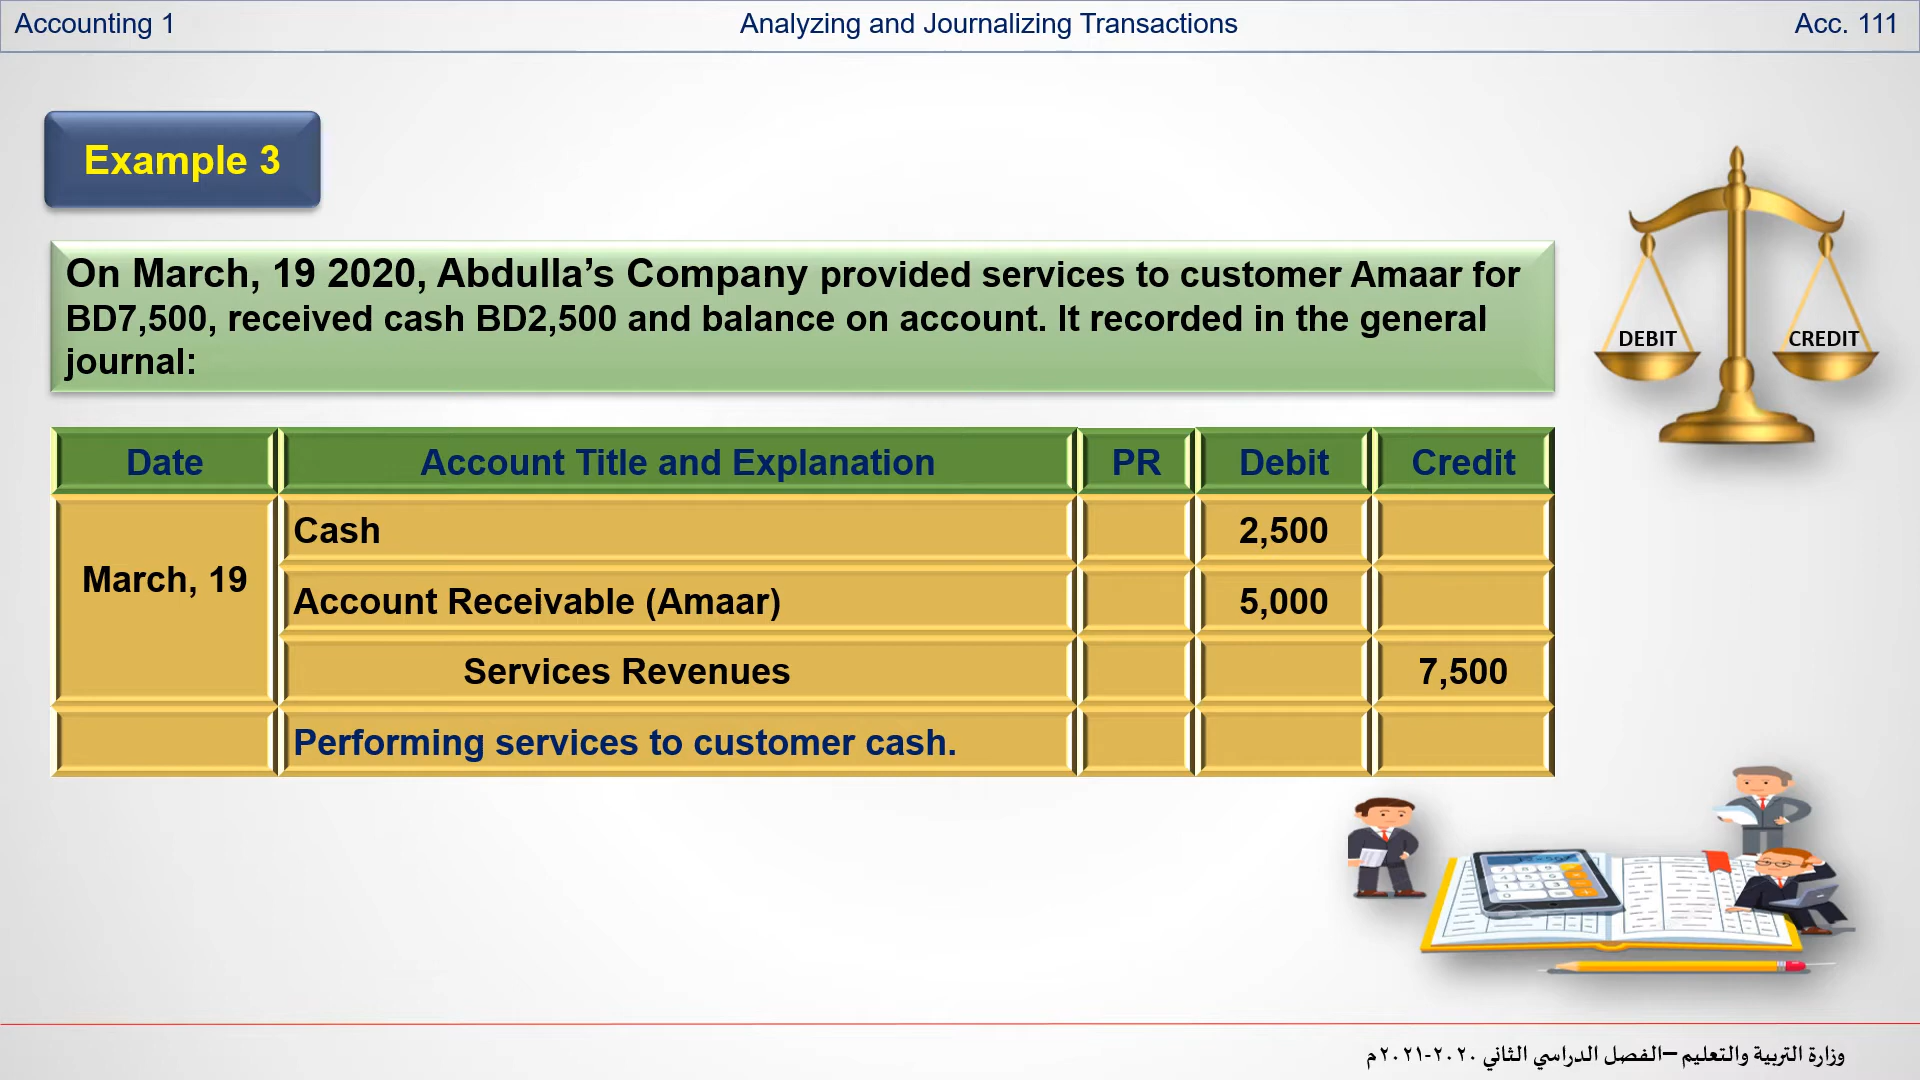 Accounting 1 Analyzing and Journalizing Transactions Acc. 111
Example 3
On March, 19 2020, Abdulla’s Company provided services to customer Amaar for
BD7,500, received cash BD2,500 and balance on account. It recorded in the general
journal:
DEBIT CREDIT
Date Account Title and Explanation PR Debit Credit
March, 19
Cash 2,500
Account Receivable (Amaar) 5,000
Services Revenues 7,500
Performing services to customer cash.
وزارة التربية والتعليم –الفصل الدراسي الثاني ٢٠٢٠-٢٠٢١م